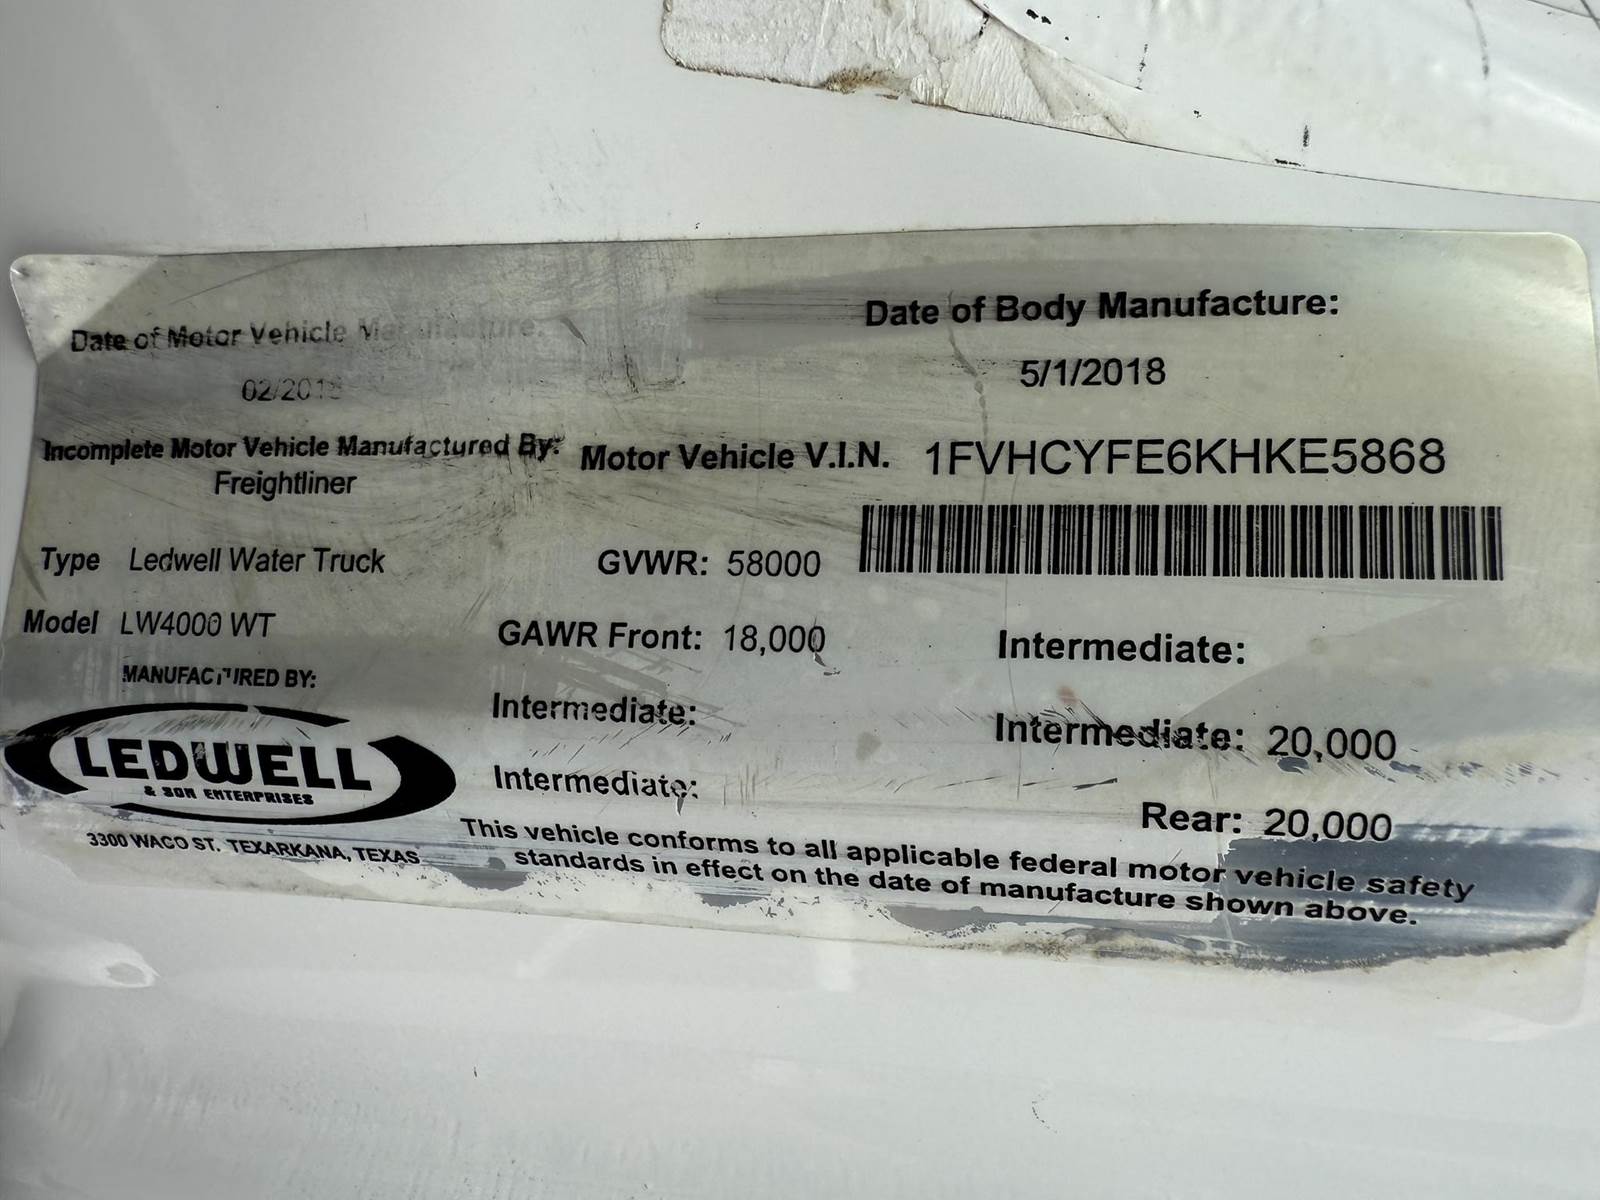 Date of Motor Vehicle Manufacture:
Date of Body Manufacture:
02/2018
5/1/2018
Incomplete Motor Vehicle Manufactured By:
Freightliner
Motor Vehicle V.I.N. 1FVHCYFE6KHKE5868
Type Ledwell Water Truck
GVWR: 58000
Model LW4000 WT
GAWR Front: 18,000
Intermediate:
MANUFACTURED BY:
Intermediate:
Intermediate: 20,000
LEDWELL
& SON ENTERPRISES
Intermediate:
Rear: 20,000
3300 WACO ST. TEXARKANA, TEXAS
This vehicle conforms to all applicable federal motor vehicle safety
standards in effect on the date of manufacture shown above.